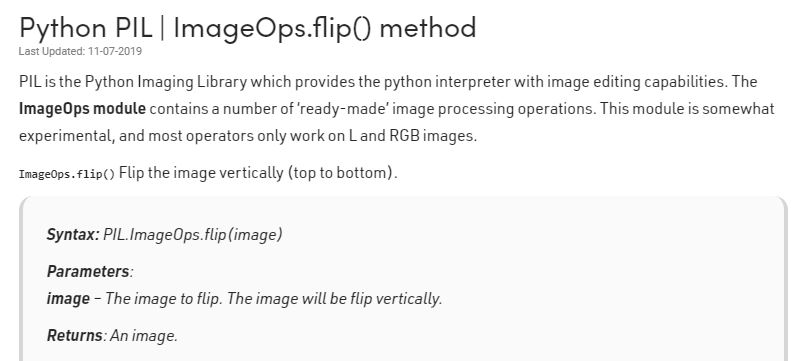 Python PIL | ImageOps.flip() method
Last Updated: 11-07-2019
PIL is the Python Imaging Library which provides the python interpreter with image editing capabilities. The
ImageOps module contains a number of ‘ready-made’ image processing operations. This module is somewhat
experimental, and most operators only work on L and RGB images.
ImageOps.flip() Flip the image vertically (top to bottom).
Syntax: PIL.ImageOps.flip(image)
Parameters:
image – The image to flip. The image will be flip vertically.
Returns: An image.